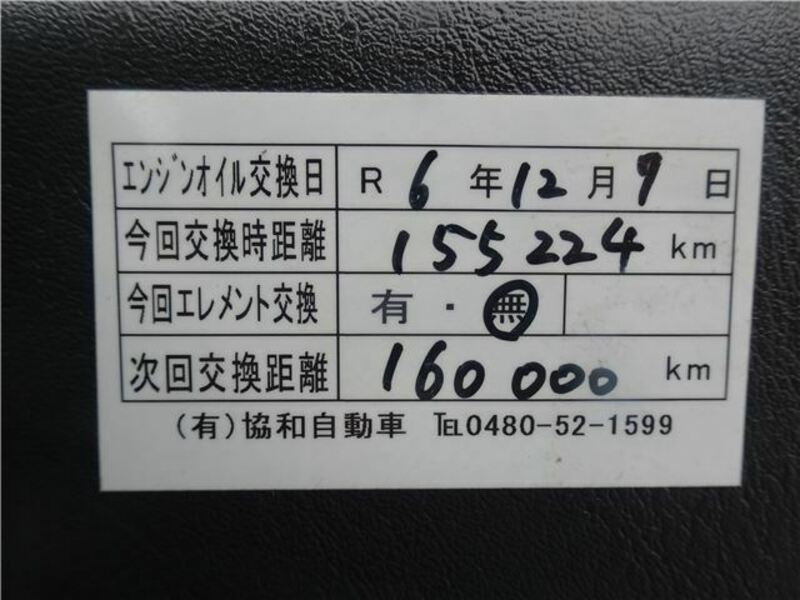 エンジンオイル交換日 R 6 年 12 月 9 日
今回交換時距離 155224 km
今回エレメント交換 有・無
次回交換距離 160000 km
(有)協和自動車 ℡0480-52-1599